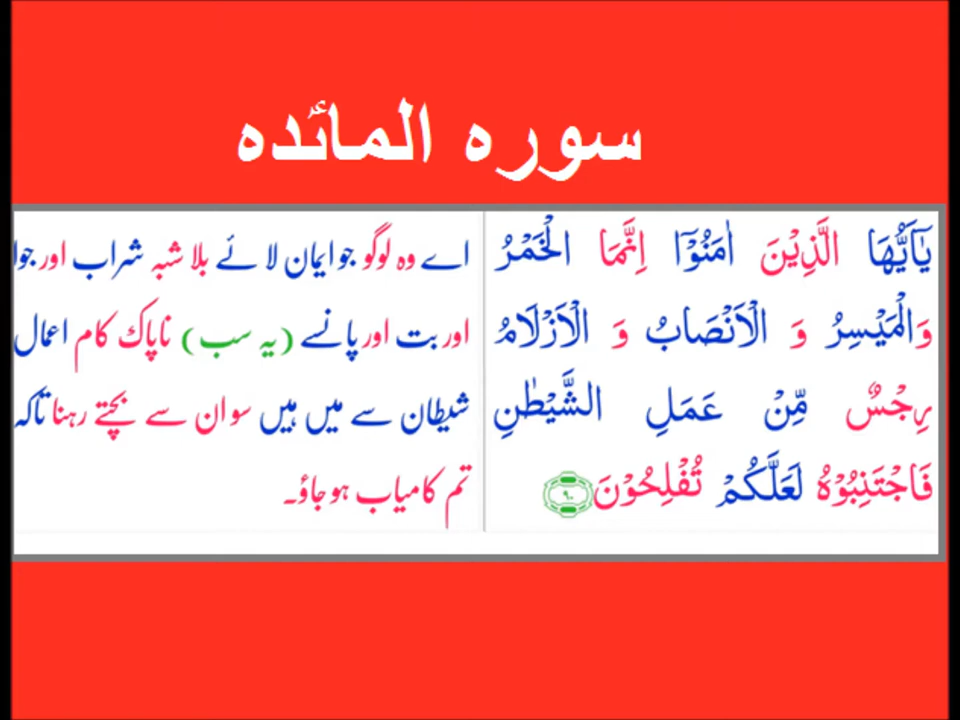 سورہ المائدہ
يٰۤاَيُّهَا الَّذِيْنَ اٰمَنُوْۤا اِنَّمَا الْخَمْرُ
وَالْمَيْسِرُ وَ الْاَنْصَابُ وَ الْاَزْلَامُ
رِجْسٌ مِّنْ عَمَلِ الشَّيْطٰنِ
فَاجْتَنِبُوْهُ لَعَلَّكُمْ تُفْلِحُوْنَ ۹۰
اے وہ لوگو جو ایمان لائے بلا شبہ شراب اور جوا
اور بت اور پانسے (یہ سب) ناپاک کام اعمال
شیطان سے میں ہیں سو ان سے بچتے رہنا تاکہ
تم کامیاب ہو جاؤ۔